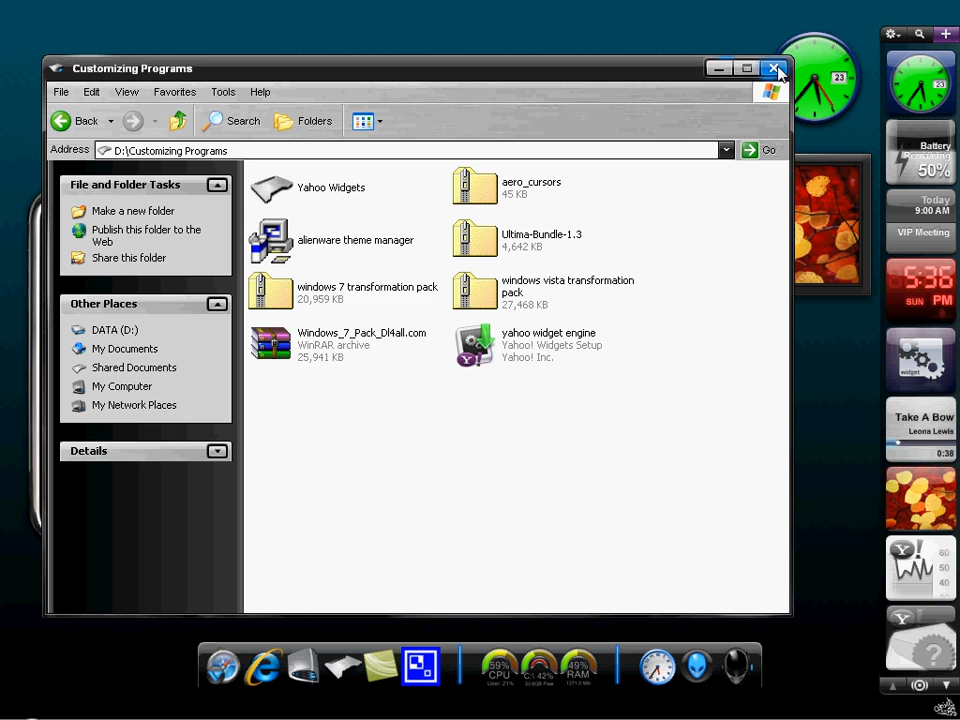 Customizing Programs
File Edit View Favorites Tools Help
Back Search Folders
Address D:\Customizing Programs Go
File and Folder Tasks
Make a new folder
Publish this folder to the
Web
Share this folder
Other Places
DATA (D:)
My Documents
Shared Documents
My Computer
My Network Places
Details
Yahoo Widgets
aero_cursors
45 KB
alienware theme manager
Ultima-Bundle-1.3
4,642 KB
windows 7 transformation pack
20,959 KB
windows vista transformation
pack
27,468 KB
Windows_7_Pack_Dl4all.com
WinRAR archive
25,941 KB
yahoo widget engine
Yahoo! Widgets Setup
Yahoo! Inc.
23
23
Battery
Remaining
50%
Today
9:00 AM
VIP Meeting
5:36
SUN PM
widget
Take A Bow
Leona Lewis
0:38
Y!
60
50
40
Y!
?
59%
CPU
User: 21%
C: 42%
49%
RAM